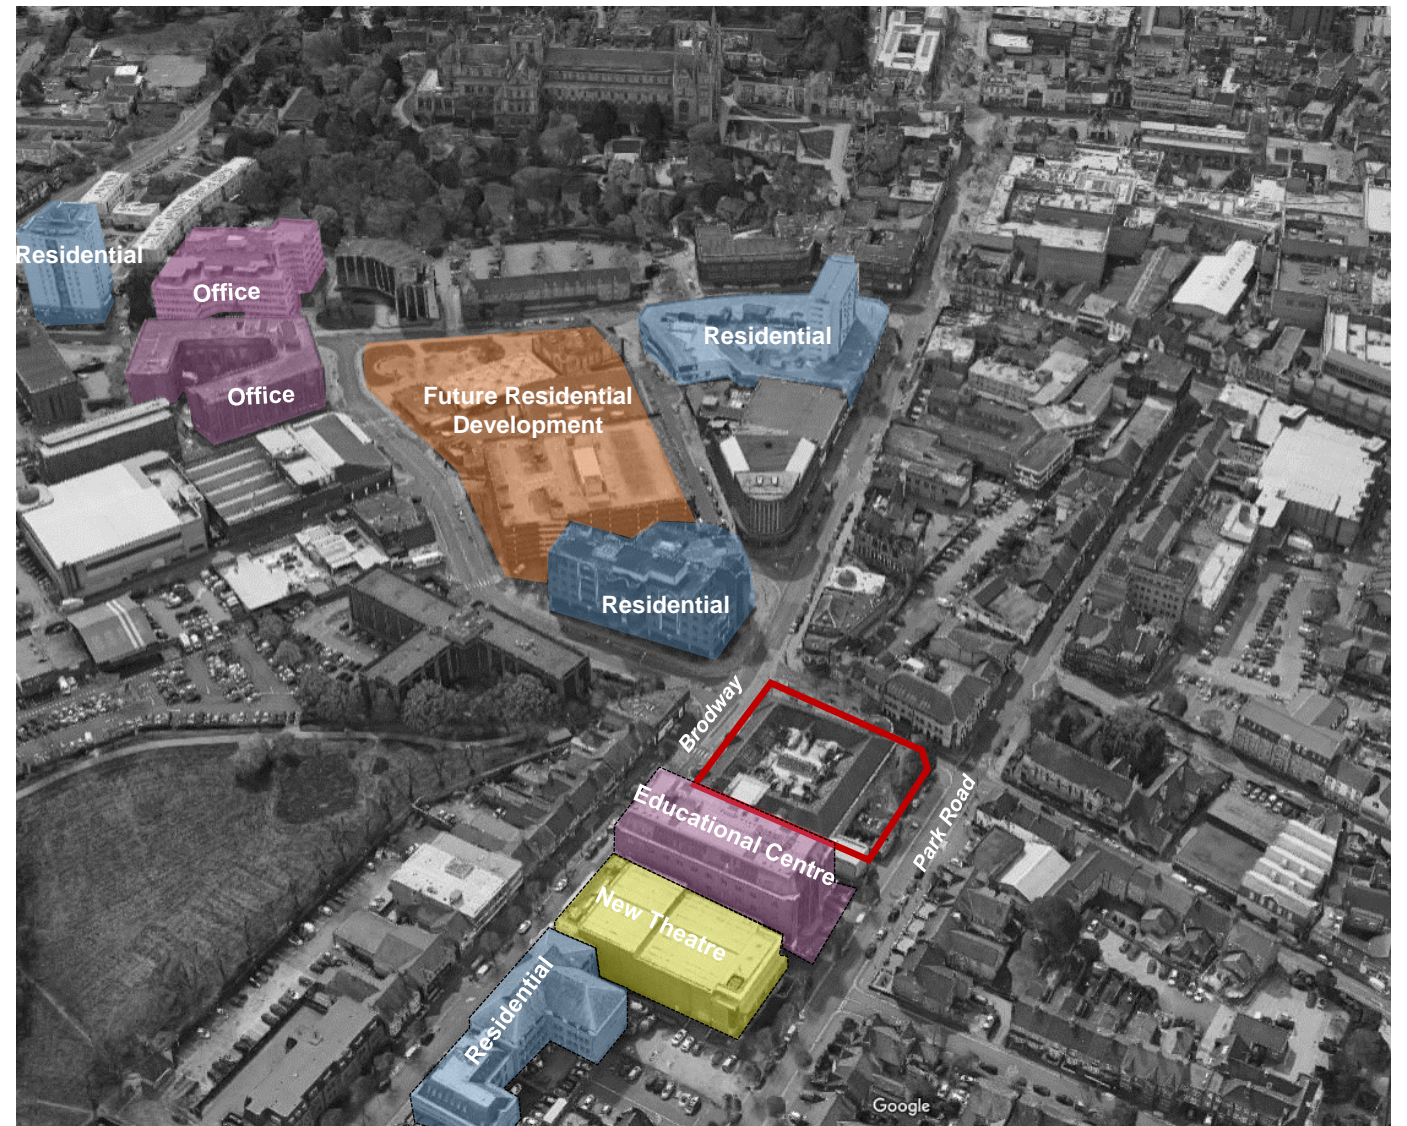 Residential
Office
Office
Residential
Future Residential
Development
Residential
Brodway
Park Road
Educational Centre
New Theatre
Residential
Google